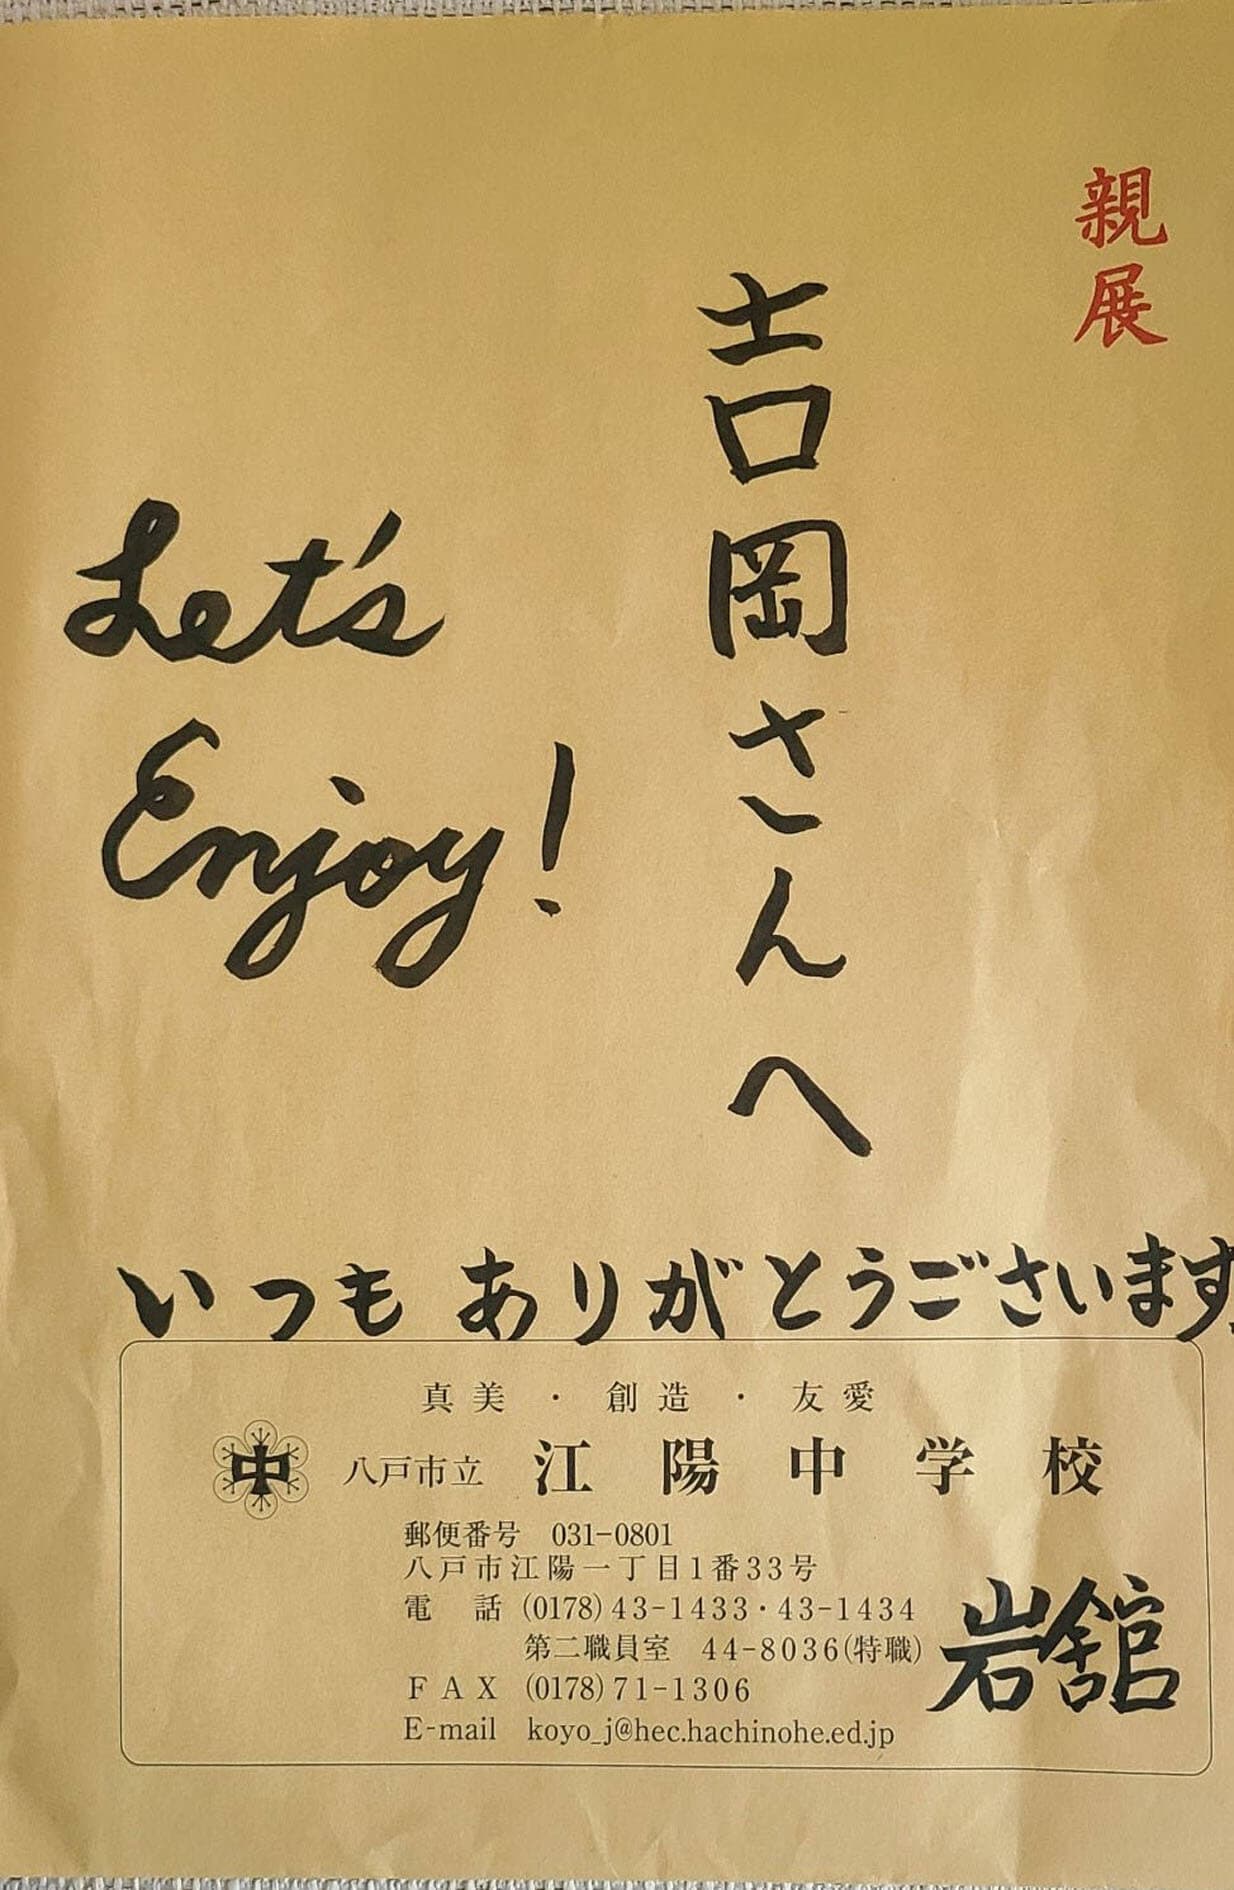 親展
吉岡さんへ
Let's
Enjoy!
いつもありがとうございます。
真美・創造・友愛
中
八戸市立 江陽中学校
郵便番号 031-0801
八戸市江陽一丁目1番33号
電話 (0178)43-1433・43-1434
第二職員室 44-8036(特職)
FAX (0178)71-1306
E-mail koyo_j@hec.hachinohe.ed.jp
岩舘